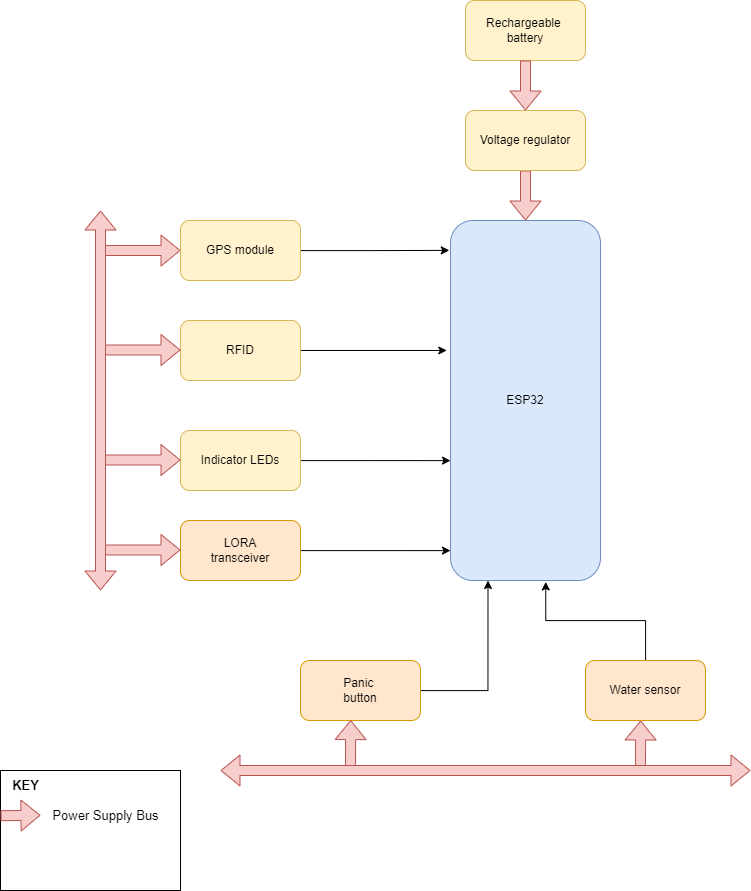 Rechargeable
battery
Voltage regulator
GPS module
RFID
ESP32
Indicator LEDs
LORA
transceiver
Panic
button
Water sensor
KEY
Power Supply Bus